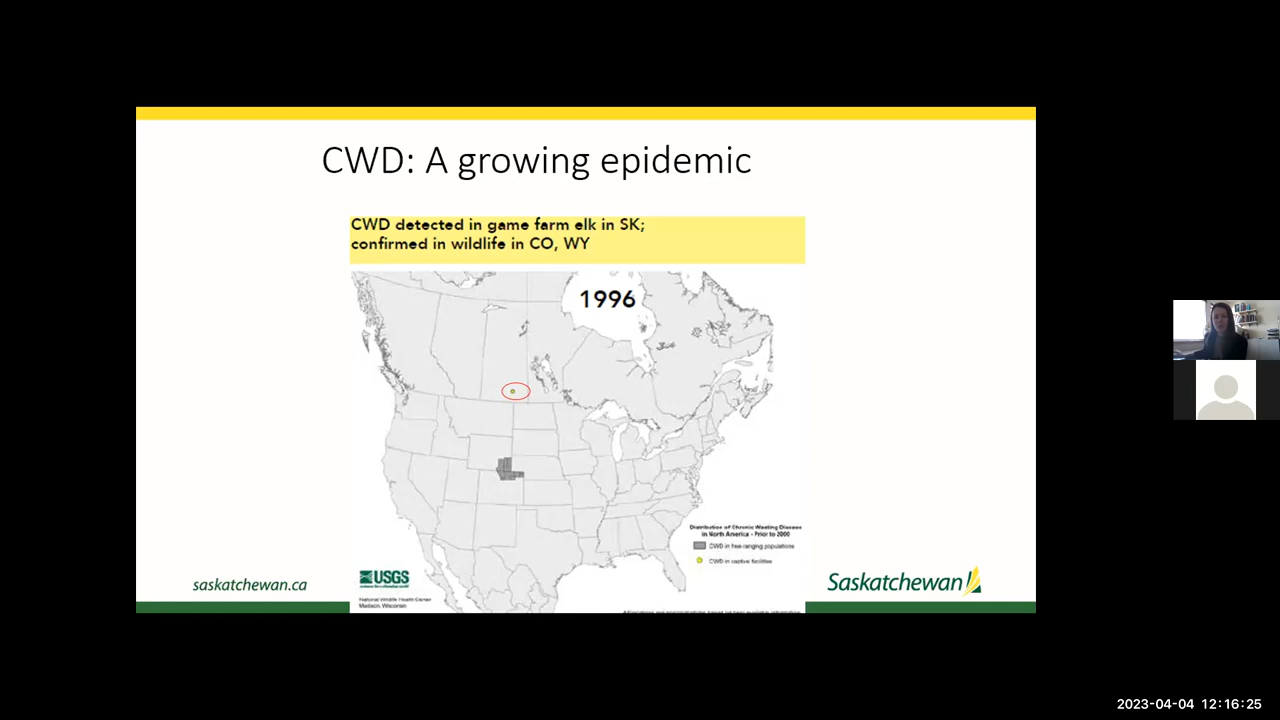 CWD: A growing epidemic
CWD detected in game farm elk in SK;
confirmed in wildlife in CO, WY
1996
Distribution of Chronic Wasting Disease
in North America - Prior to 2000
CWD in free-ranging populations
CWD in captive facilities
USGS
National Wildlife Health Center
Madison, Wisconsin
saskatchewan.ca
Saskatchewan
2023-04-04 12:16:25